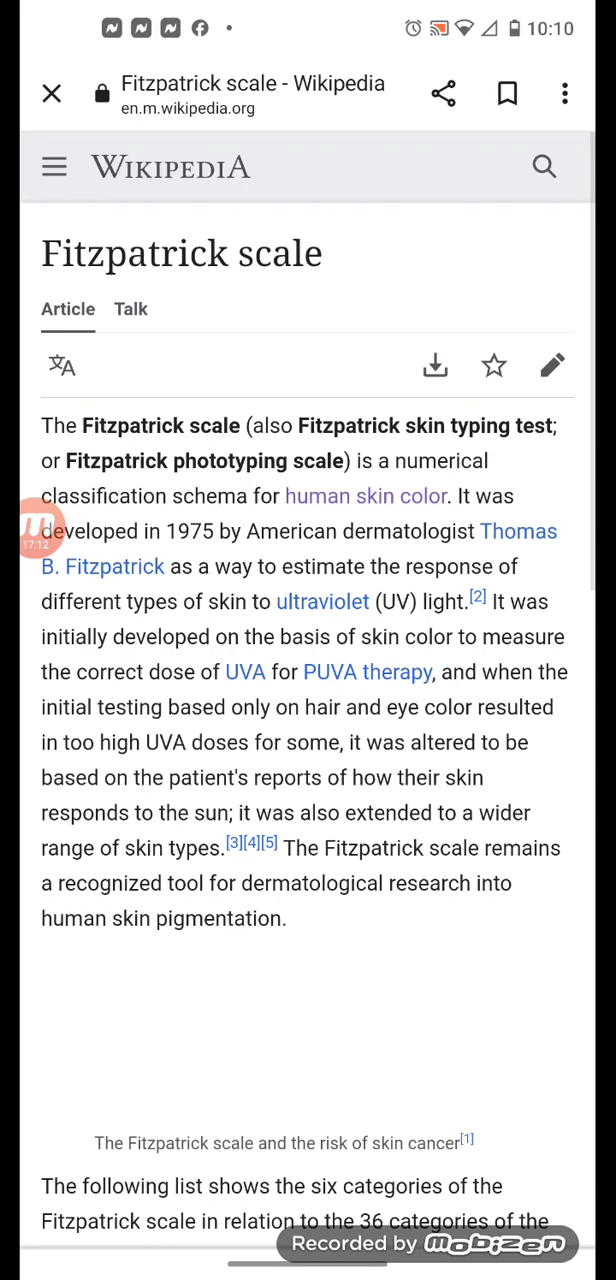 10:10
Fitzpatrick scale - Wikipedia
en.m.wikipedia.org
WIKIPEDIA
Fitzpatrick scale
Article Talk
The Fitzpatrick scale (also Fitzpatrick skin typing test;
or Fitzpatrick phototyping scale) is a numerical
classification schema for human skin color. It was
developed in 1975 by American dermatologist Thomas
17:12
B. Fitzpatrick as a way to estimate the response of
different types of skin to ultraviolet (UV) light.[2] It was
initially developed on the basis of skin color to measure
the correct dose of UVA for PUVA therapy, and when the
initial testing based only on hair and eye color resulted
in too high UVA doses for some, it was altered to be
based on the patient's reports of how their skin
responds to the sun; it was also extended to a wider
range of skin types.[3][4][5] The Fitzpatrick scale remains
a recognized tool for dermatological research into
human skin pigmentation.
The Fitzpatrick scale and the risk of skin cancer[1]
The following list shows the six categories of the
Fitzpatrick scale in relation to the 36 categories of the
Recorded by mobizen